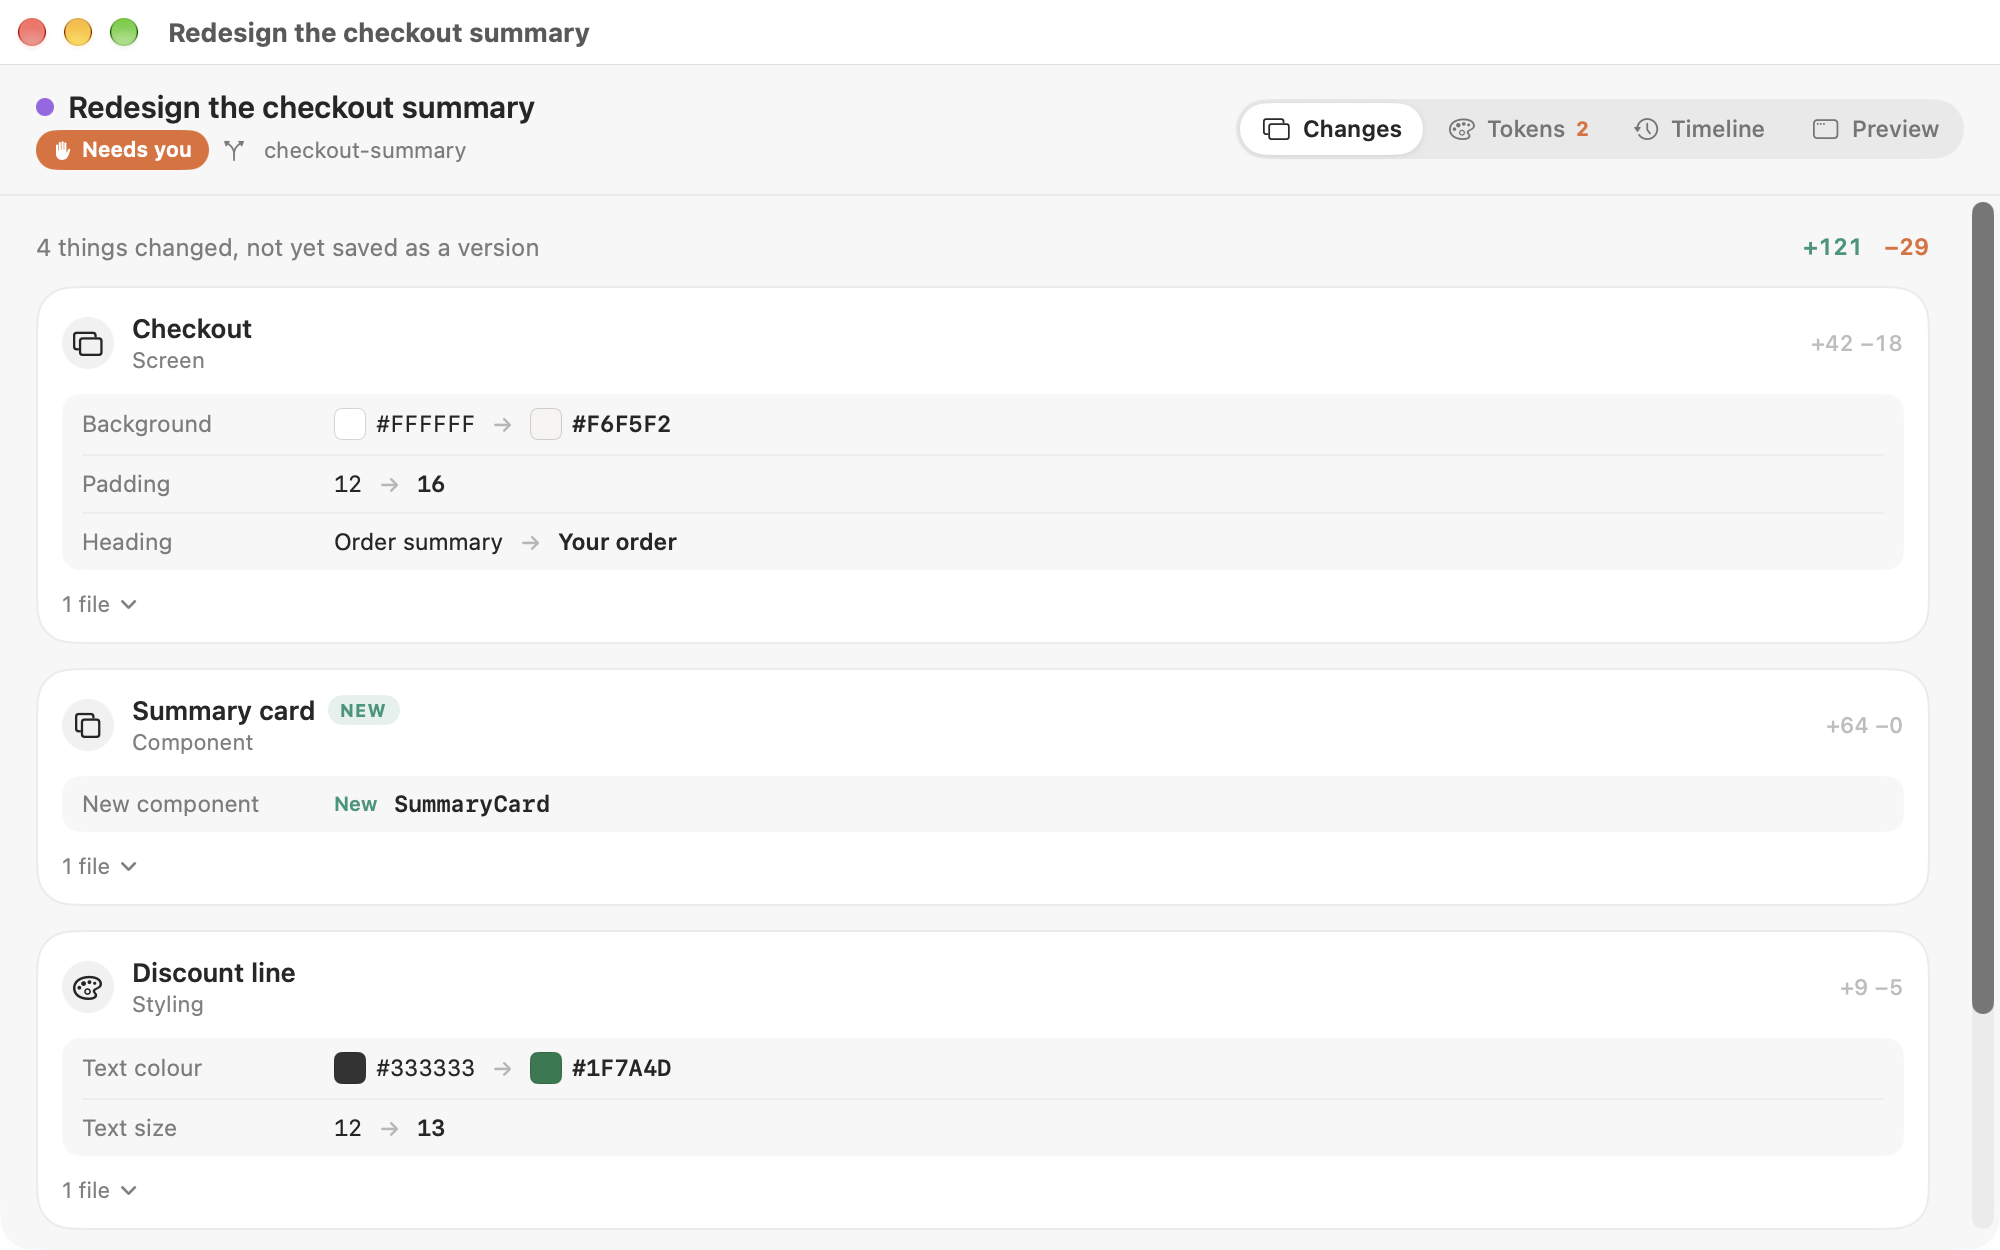 Redesign the checkout summary
Redesign the checkout summary
Needs you checkout-summary
Changes Tokens 2 Timeline Preview
4 things changed, not yet saved as a version +121 −29
Checkout
Screen
+42 −18
Background #FFFFFF → #F6F5F2
Padding 12 → 16
Heading Order summary → Your order
1 file
Summary card NEW
Component
+64 −0
New component New SummaryCard
1 file
Discount line
Styling
+9 −5
Text colour #333333 → #1F7A4D
Text size 12 → 13
1 file